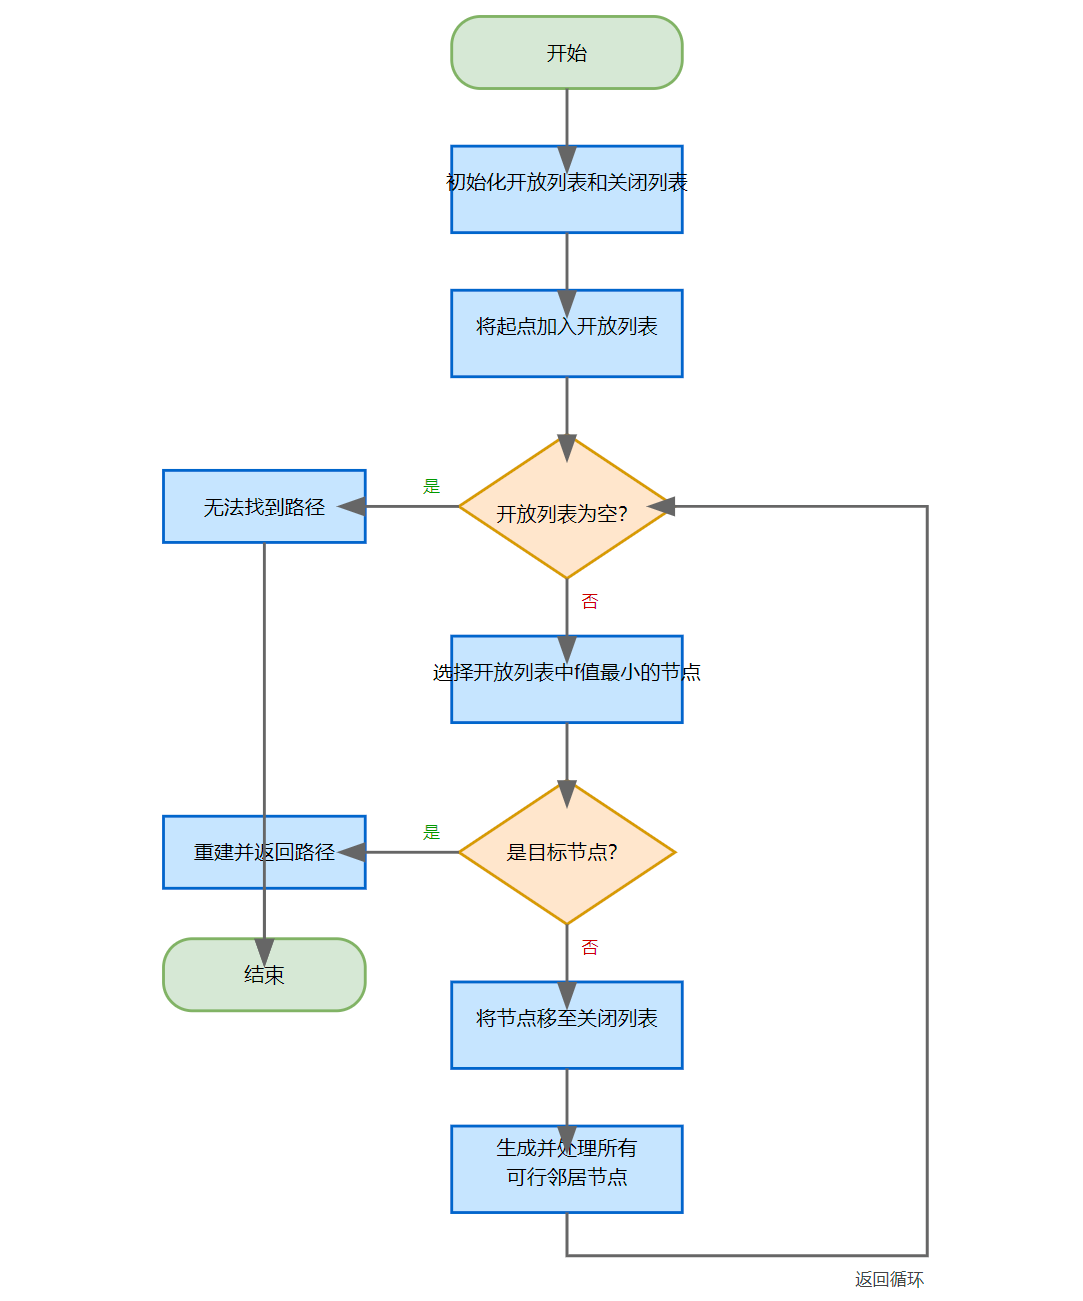 开始
初始化开放列表和关闭列表
将起点加入开放列表
是
无法找到路径
开放列表为空?
否
选择开放列表中f值最小的节点
是
重建并返回路径
是目标节点?
否
结束
将节点移至关闭列表
生成并处理所有
可行邻居节点
返回循环